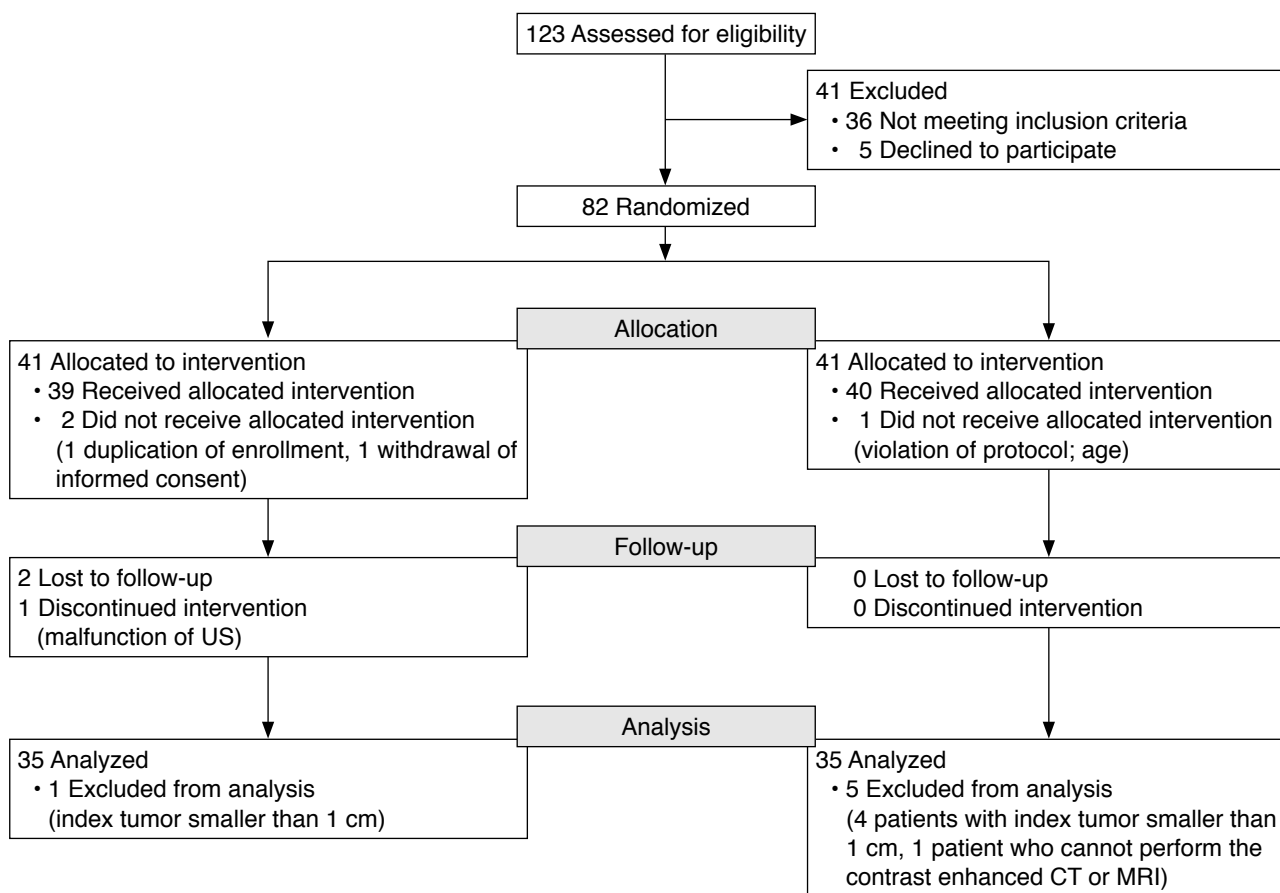 123 Assessed for eligibility
41 Excluded
• 36 Not meeting inclusion criteria
• 5 Declined to participate
82 Randomized
Allocation
41 Allocated to intervention
• 39 Received allocated intervention
• 2 Did not receive allocated intervention
(1 duplication of enrollment, 1 withdrawal of
informed consent)
41 Allocated to intervention
• 40 Received allocated intervention
• 1 Did not receive allocated intervention
(violation of protocol; age)
Follow-up
2 Lost to follow-up
1 Discontinued intervention
(malfunction of US)
0 Lost to follow-up
0 Discontinued intervention
Analysis
35 Analyzed
• 1 Excluded from analysis
(index tumor smaller than 1 cm)
35 Analyzed
• 5 Excluded from analysis
(4 patients with index tumor smaller than
1 cm, 1 patient who cannot perform the
contrast enhanced CT or MRI)